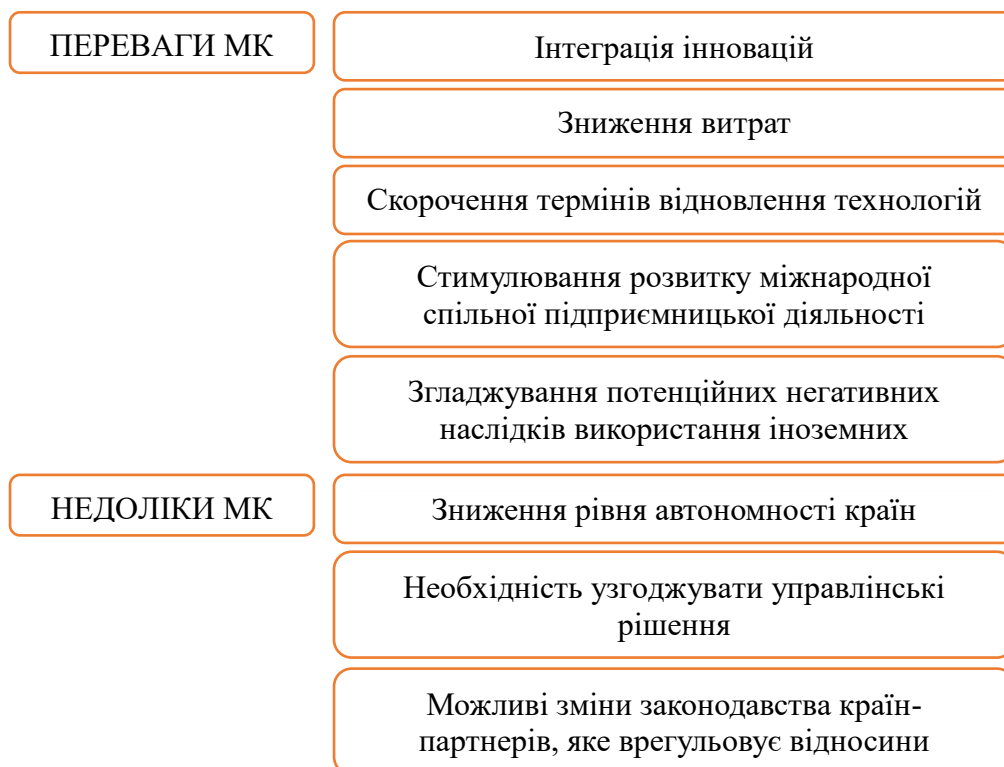 ПЕРЕВАГИ МК
Інтеграція інновацій
Зниження витрат
Скорочення термінів відновлення технологій
Стимулювання розвитку міжнародної
спільної підприємницької діяльності
Згладжування потенційних негативних
наслідків використання іноземних
НЕДОЛІКИ МК
Зниження рівня автономності країн
Необхідність узгоджувати управлінські
рішення
Можливі зміни законодавства країн-
партнерів, яке врегульовує відносини